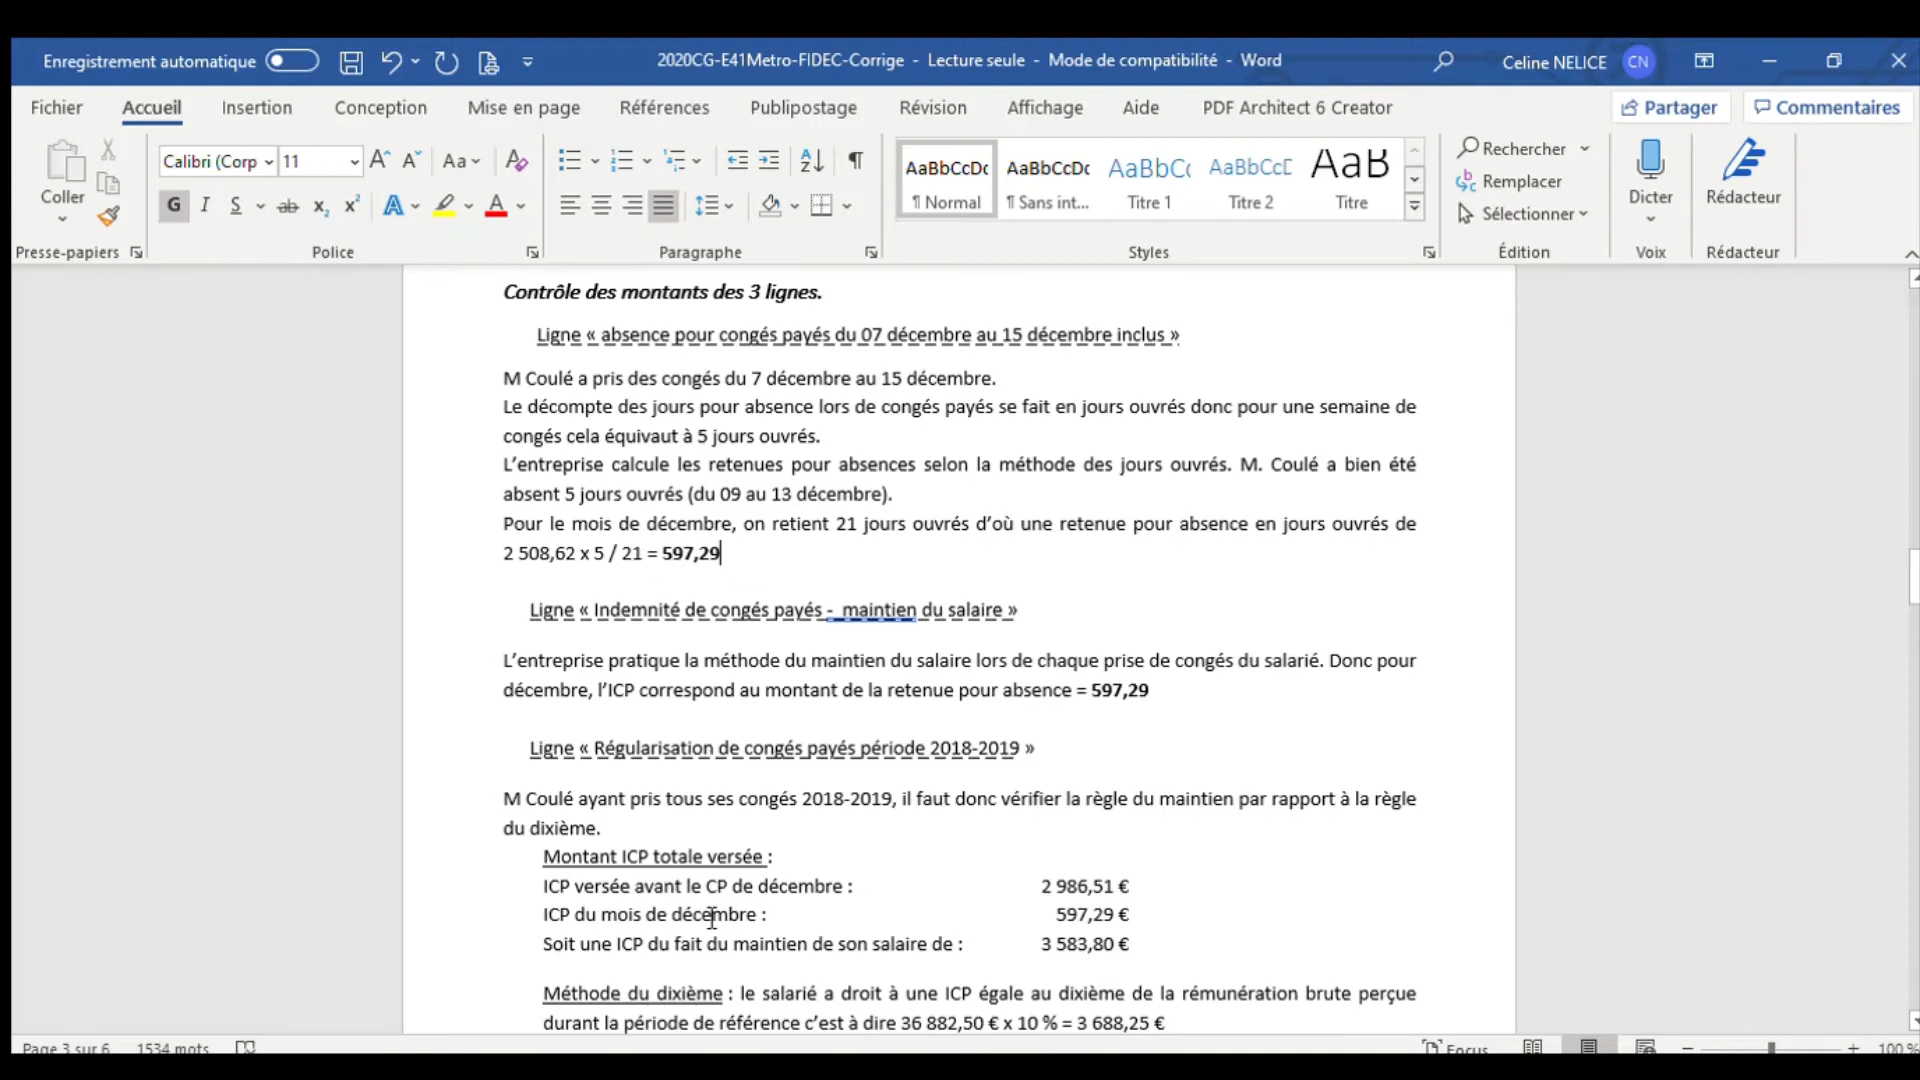 Enregistrement automatique
2020CG-E41Metro-FIDEC-Corrige - Lecture seule - Mode de compatibilité - Word
Celine NELICE CN
Fichier Accueil Insertion Conception Mise en page Références Publipostage Révision Affichage Aide PDF Architect 6 Creator Partager Commentaires
Coller
Calibri (Corp 11
AaBbCcDc AaBbCcDc AaBbCc AaBbCcD AaB
¶ Normal ¶ Sans int... Titre 1 Titre 2 Titre
Rechercher
Remplacer
Sélectionner
Dicter
Rédacteur
Presse-papiers Police Paragraphe Styles Édition Voix Rédacteur
Contrôle des montants des 3 lignes.
Ligne « absence pour congés payés du 07 décembre au 15 décembre inclus »
M Coulé a pris des congés du 7 décembre au 15 décembre.
Le décompte des jours pour absence lors de congés payés se fait en jours ouvrés donc pour une semaine de
congés cela équivaut à 5 jours ouvrés.
L’entreprise calcule les retenues pour absences selon la méthode des jours ouvrés. M. Coulé a bien été
absent 5 jours ouvrés (du 09 au 13 décembre).
Pour le mois de décembre, on retient 21 jours ouvrés d’où une retenue pour absence en jours ouvrés de
2 508,62 x 5 / 21 = 597,29
Ligne « Indemnité de congés payés - maintien du salaire »
L’entreprise pratique la méthode du maintien du salaire lors de chaque prise de congés du salarié. Donc pour
décembre, l’ICP correspond au montant de la retenue pour absence = 597,29
Ligne « Régularisation de congés payés période 2018-2019 »
M Coulé ayant pris tous ses congés 2018-2019, il faut donc vérifier la règle du maintien par rapport à la règle
du dixième.
Montant ICP totale versée :
ICP versée avant le CP de décembre : 2 986,51 €
ICP du mois de décembre : 597,29 €
Soit une ICP du fait du maintien de son salaire de : 3 583,80 €
Méthode du dixième : le salarié a droit à une ICP égale au dixième de la rémunération brute perçue
durant la période de référence c’est à dire 36 882,50 € x 10 % = 3 688,25 €
Page 3 sur 6 1534 mots Focus 100 %